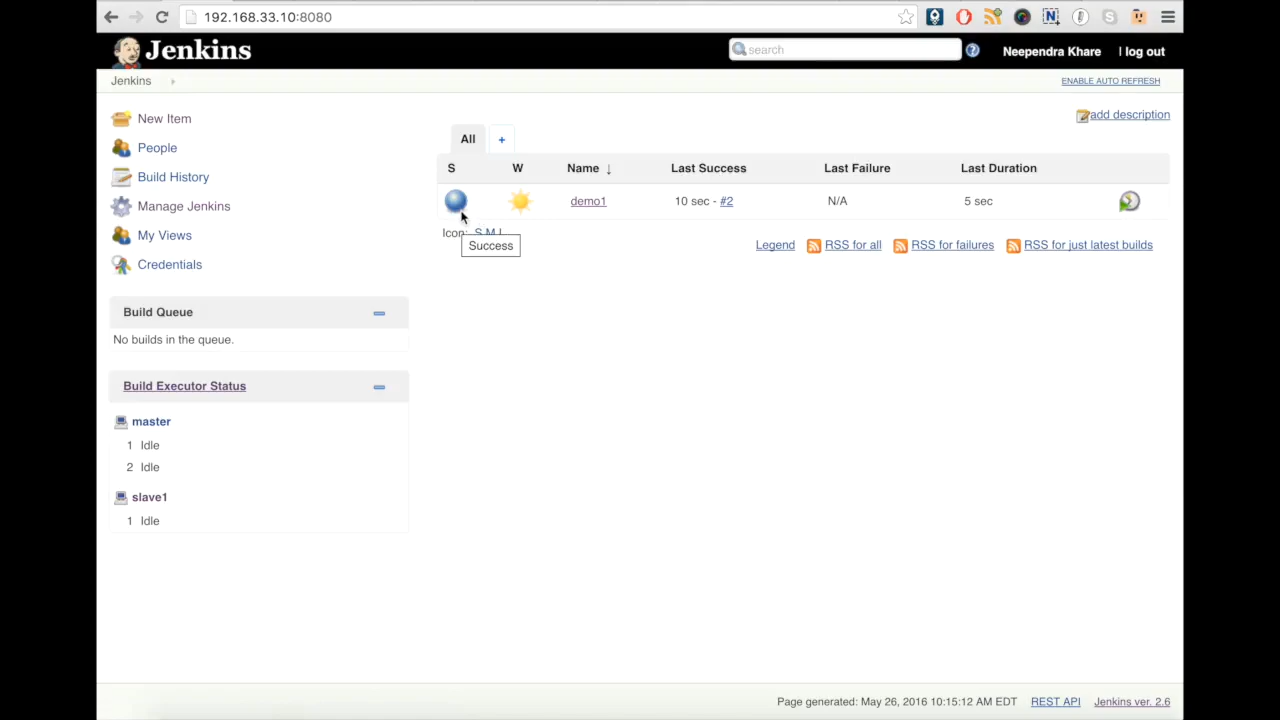 192.168.33.10:8080
Jenkins
search
Neependra Khare
| log out
Jenkins
ENABLE AUTO REFRESH
New Item
People
Build History
Manage Jenkins
My Views
Credentials
add description
All
+
S W Name ↓ Last Success Last Failure Last Duration
demo1 10 sec - #2 N/A 5 sec
Icon: S M L
Success
Legend RSS for all RSS for failures RSS for just latest builds
Build Queue
No builds in the queue.
Build Executor Status
master
1 Idle
2 Idle
slave1
1 Idle
Page generated: May 26, 2016 10:15:12 AM EDT REST API Jenkins ver. 2.6